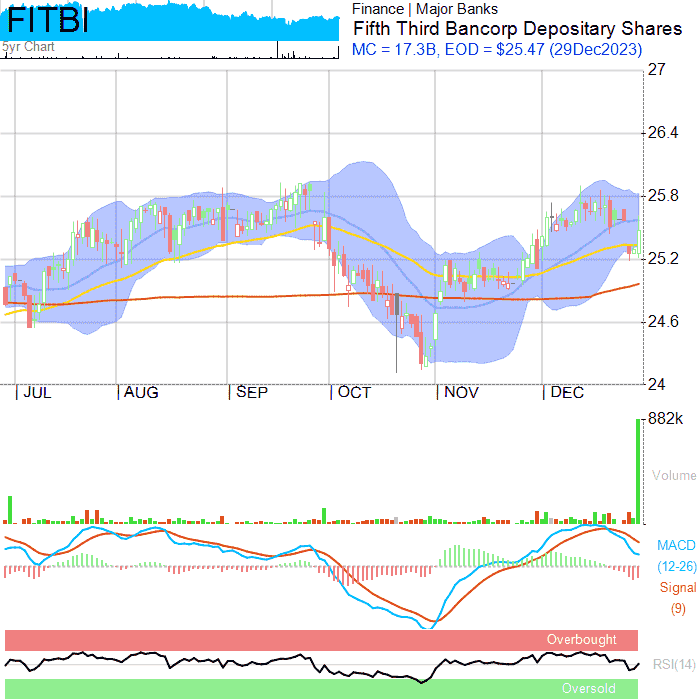 FITBI
5yr Chart
Finance | Major Banks
Fifth Third Bancorp Depositary Shares
MC = 17.3B, EOD = $25.47 (29Dec2023)
27
26.4
25.8
25.2
24.6
24
JUL AUG SEP OCT NOV DEC
882k
Volume
MACD
(12-26)
Signal
(9)
Overbought
RSI(14)
Oversold